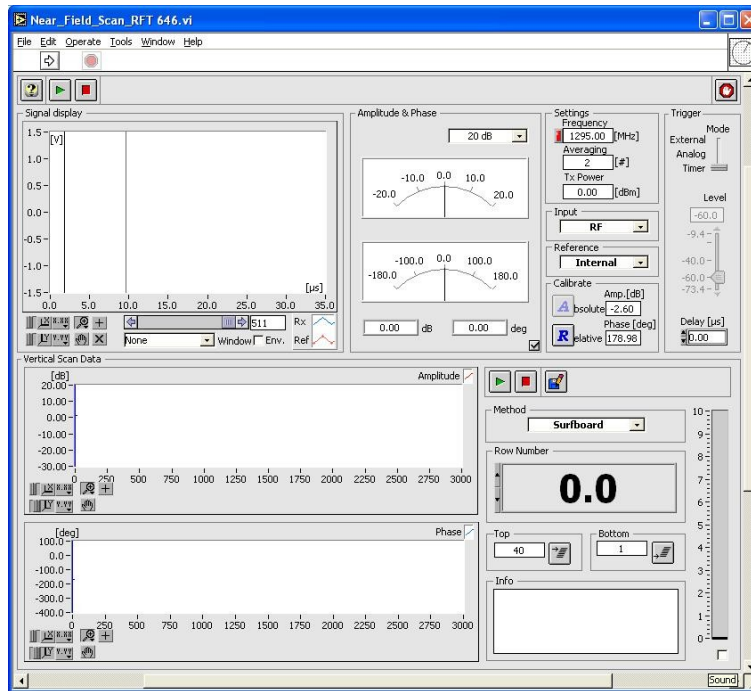 Near_Field_Scan_RFT 646.vi
File Edit Operate Tools Window Help
Signal display
[V]
1.5
1.0
0.5
0.0
-0.5
-1.0
-1.5
[µs]
0.0 5.0 10.0 15.0 20.0 25.0 30.0 35.0
511 Rx
None Window Env. Ref
Amplitude & Phase
20 dB
-20.0 -10.0 0.0 10.0 20.0
-180.0 -100.0 0.0 100.0 180.0
0.00 dB 0.00 deg
Settings
Frequency
1295.00 [MHz]
Averaging
2 [#]
Tx Power
0.00 [dBm]
Input
RF
Reference
Internal
Calibrate
Amp.[dB]
Absolute -2.60
Phase [deg]
Relative 178.98
Trigger
Mode
External
Analog
Timer
Level
-60.0
-9.4
-40.0
-60.0
-73.4
Delay [µs]
0.00
Vertical Scan Data
[dB] Amplitude
20.00
10.00
0.00
-10.00
-20.00
-30.00
0 250 500 750 1000 1250 1500 1750 2000 2250 2500 2750 3000
[deg] Phase
100.0
0.0
-100.0
-200.0
-300.0
-400.0
0 250 500 750 1000 1250 1500 1750 2000 2250 2500 2750 3000
Method
Surfboard
Row Number
0.0
Top
40
Bottom
1
Info
10
9
8
7
6
5
4
3
2
1
0
Sound